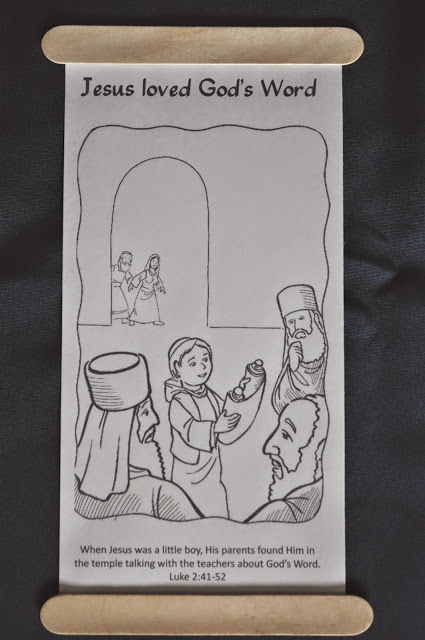 Jesus loved God's Word
When Jesus was a little boy, His parents found Him in
the temple talking with the teachers about God's Word.
Luke 2:41-52